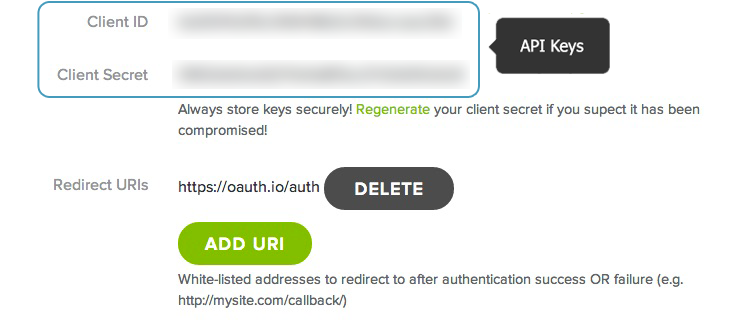 Client ID
API Keys
Client Secret
Always store keys securely! Regenerate your client secret if you supect it has been
compromised!
Redirect URIs https://oauth.io/auth DELETE
ADD URI
White-listed addresses to redirect to after authentication success OR failure (e.g.
http://mysite.com/callback/)